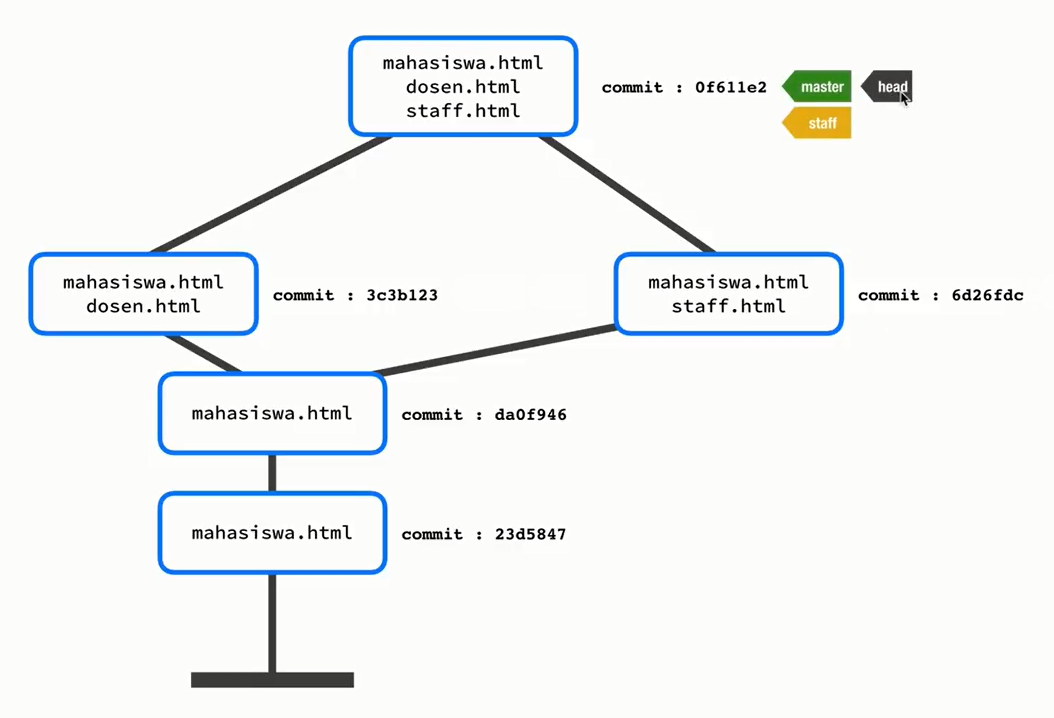 mahasiswa.html
dosen.html
staff.html
commit : 0f611e2
master
head
staff
mahasiswa.html
dosen.html
commit : 3c3b123
mahasiswa.html
staff.html
commit : 6d26fdc
mahasiswa.html
commit : da0f946
mahasiswa.html
commit : 23d5847